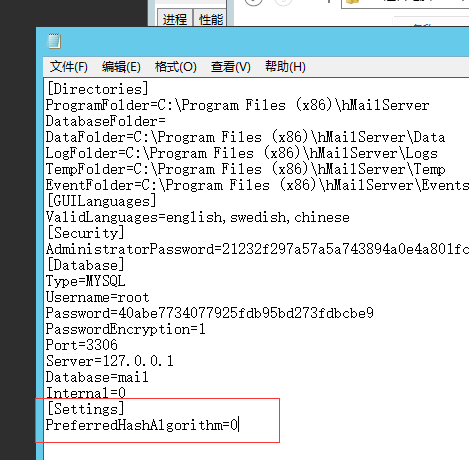 进程 性能
文件(F) 编辑(E) 格式(O) 查看(V) 帮助(H)
[Directories]
ProgramFolder=C:\Program Files (x86)\hMailServer
DatabaseFolder=
DataFolder=C:\Program Files (x86)\hMailServer\Data
LogFolder=C:\Program Files (x86)\hMailServer\Logs
TempFolder=C:\Program Files (x86)\hMailServer\Temp
EventFolder=C:\Program Files (x86)\hMailServer\Events
[GUILanguages]
ValidLanguages=english,swedish,chinese
[Security]
AdministratorPassword=21232f297a57a5a743894a0e4a801fc
[Database]
Type=MYSQL
Username=root
Password=40abe7734077925fdb95bd273fdbcbe9
PasswordEncryption=1
Port=3306
Server=127.0.0.1
Database=mail
Internal=0
[Settings]
PreferredHashAlgorithm=0